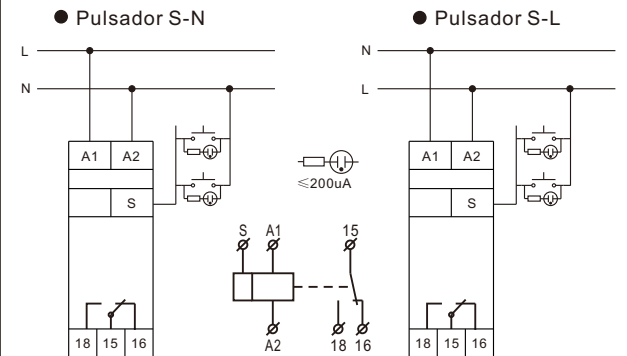 ● Pulsador S-N
L
N
A1 A2
S
18 15 16
≤200uA
S A1 15
A2 18 16
● Pulsador S-L
N
L
A1 A2
S
18 15 16